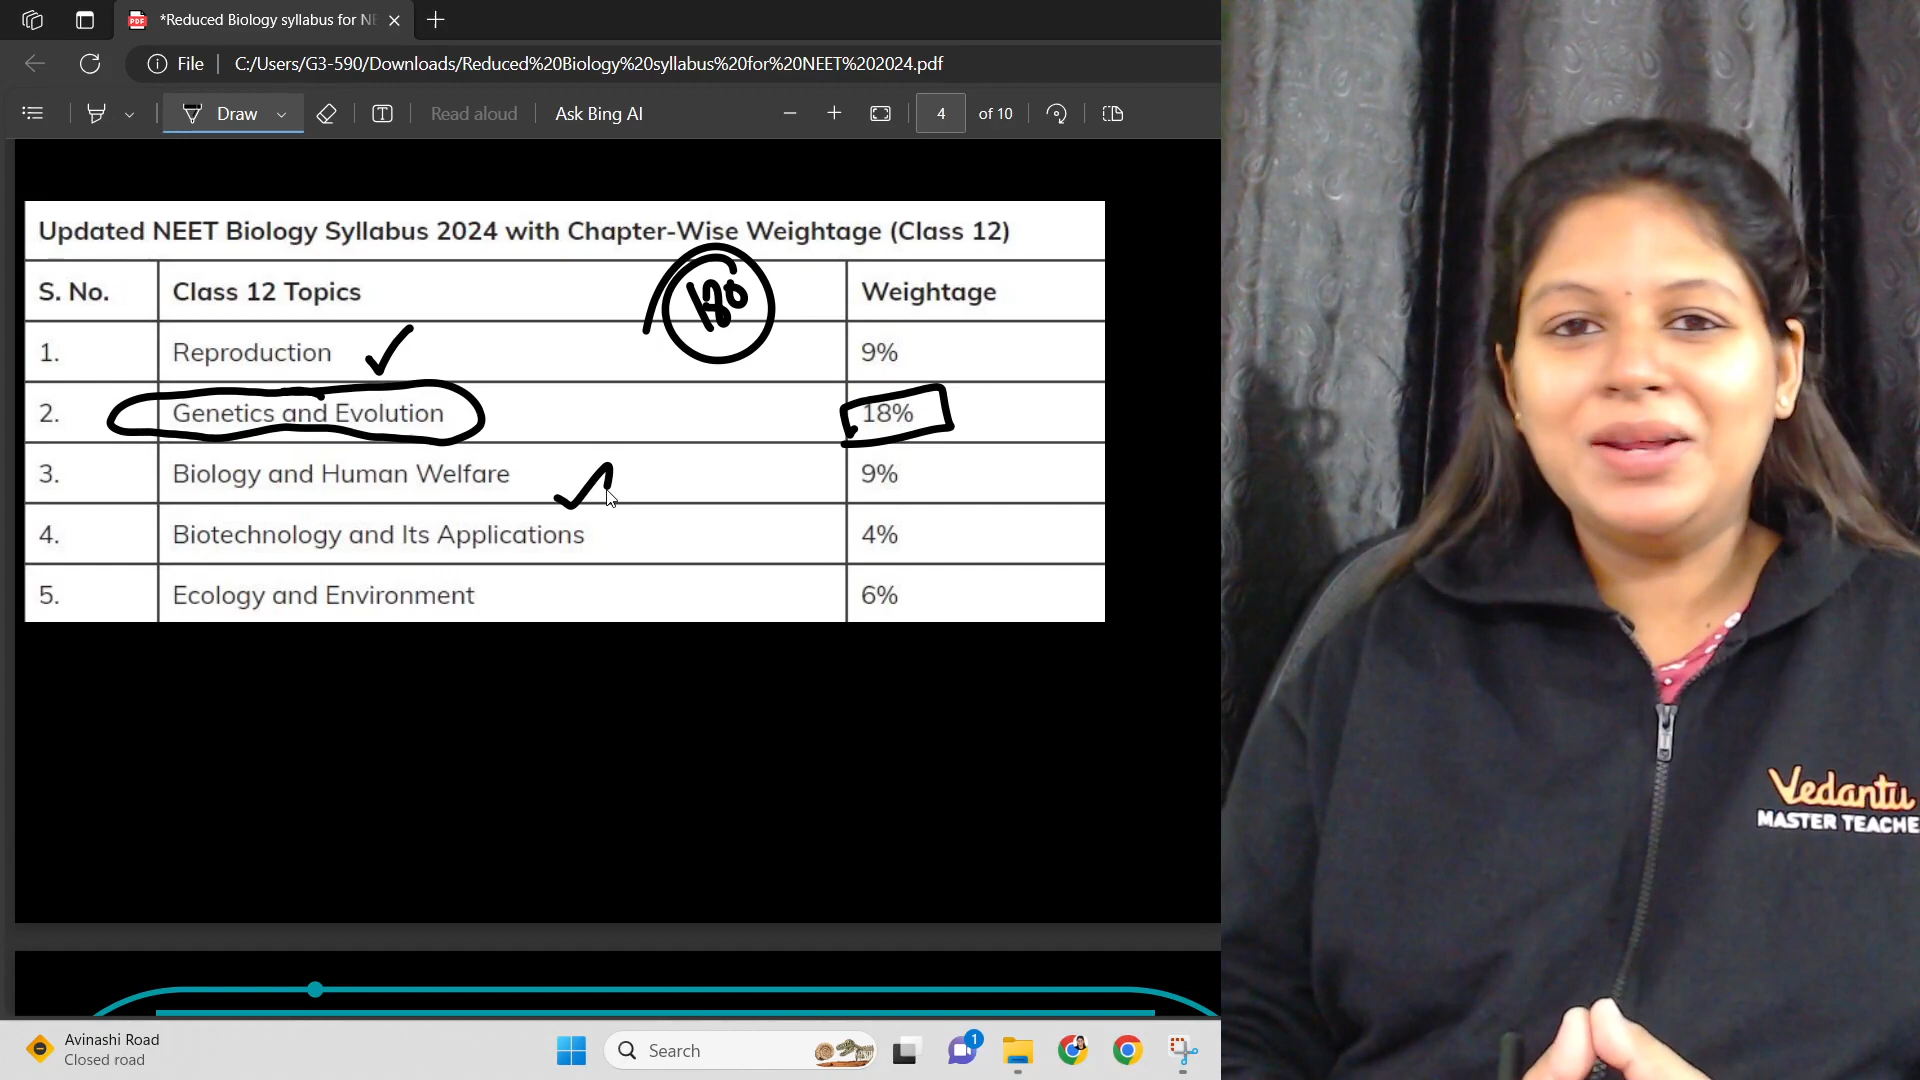 *Reduced Biology syllabus for NE
File
C:/Users/G3-590/Downloads/Reduced%20Biology%20syllabus%20for%20NEET%202024.pdf
Draw
Read aloud
Ask Bing AI
4
of 10
Updated NEET Biology Syllabus 2024 with Chapter-Wise Weightage (Class 12)
S. No. Class 12 Topics Weightage
180
1. Reproduction 9%
2. Genetics and Evolution 18%
3. Biology and Human Welfare 9%
4. Biotechnology and Its Applications 4%
5. Ecology and Environment 6%
Vedantu
MASTER TEACHE
Avinashi Road
Closed road
Search
1